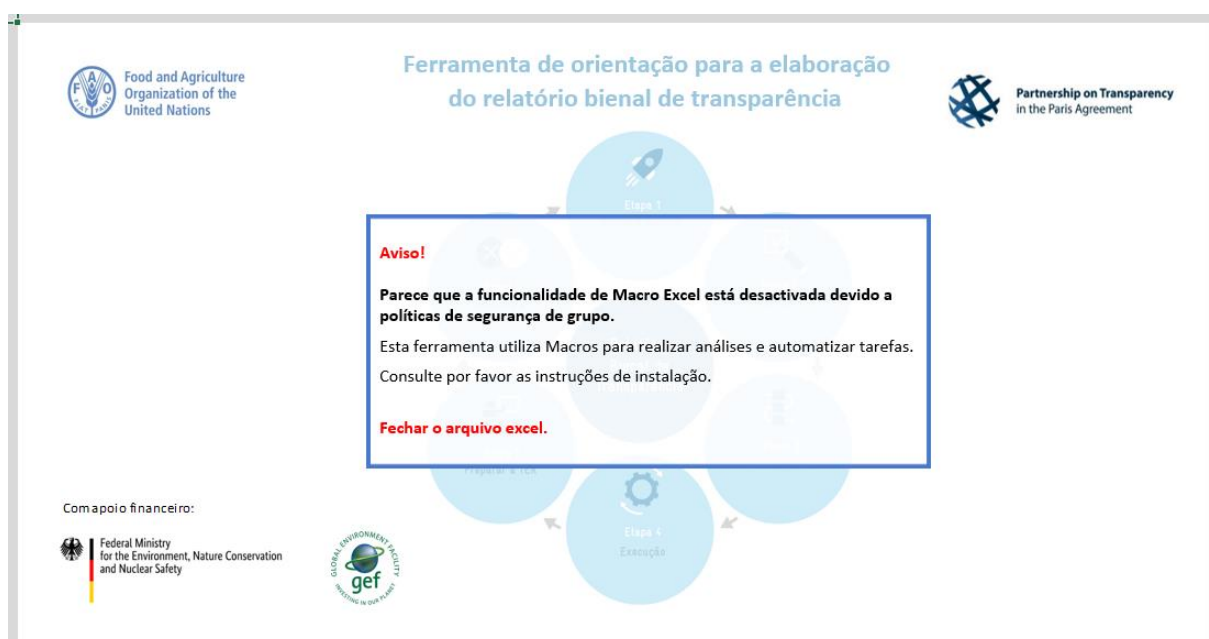 Ferramenta de orientação para a elaboração
do relatório bienal de transparência
Food and Agriculture
Organization of the
United Nations
FAO
FIAT PANIS
Partnership on Transparency
in the Paris Agreement
Etapa 1
Aviso!
Parece que a funcionalidade de Macro Excel está desactivada devido a
políticas de segurança de grupo.
Esta ferramenta utiliza Macros para realizar análises e automatizar tarefas.
Consulte por favor as instruções de instalação.
Fechar o arquivo excel.
Etapa 4
Execução
Com apoio financeiro:
Federal Ministry
for the Environment, Nature Conservation
and Nuclear Safety
GLOBAL ENVIRONMENT FACILITY
gef
INVESTING IN OUR PLANET